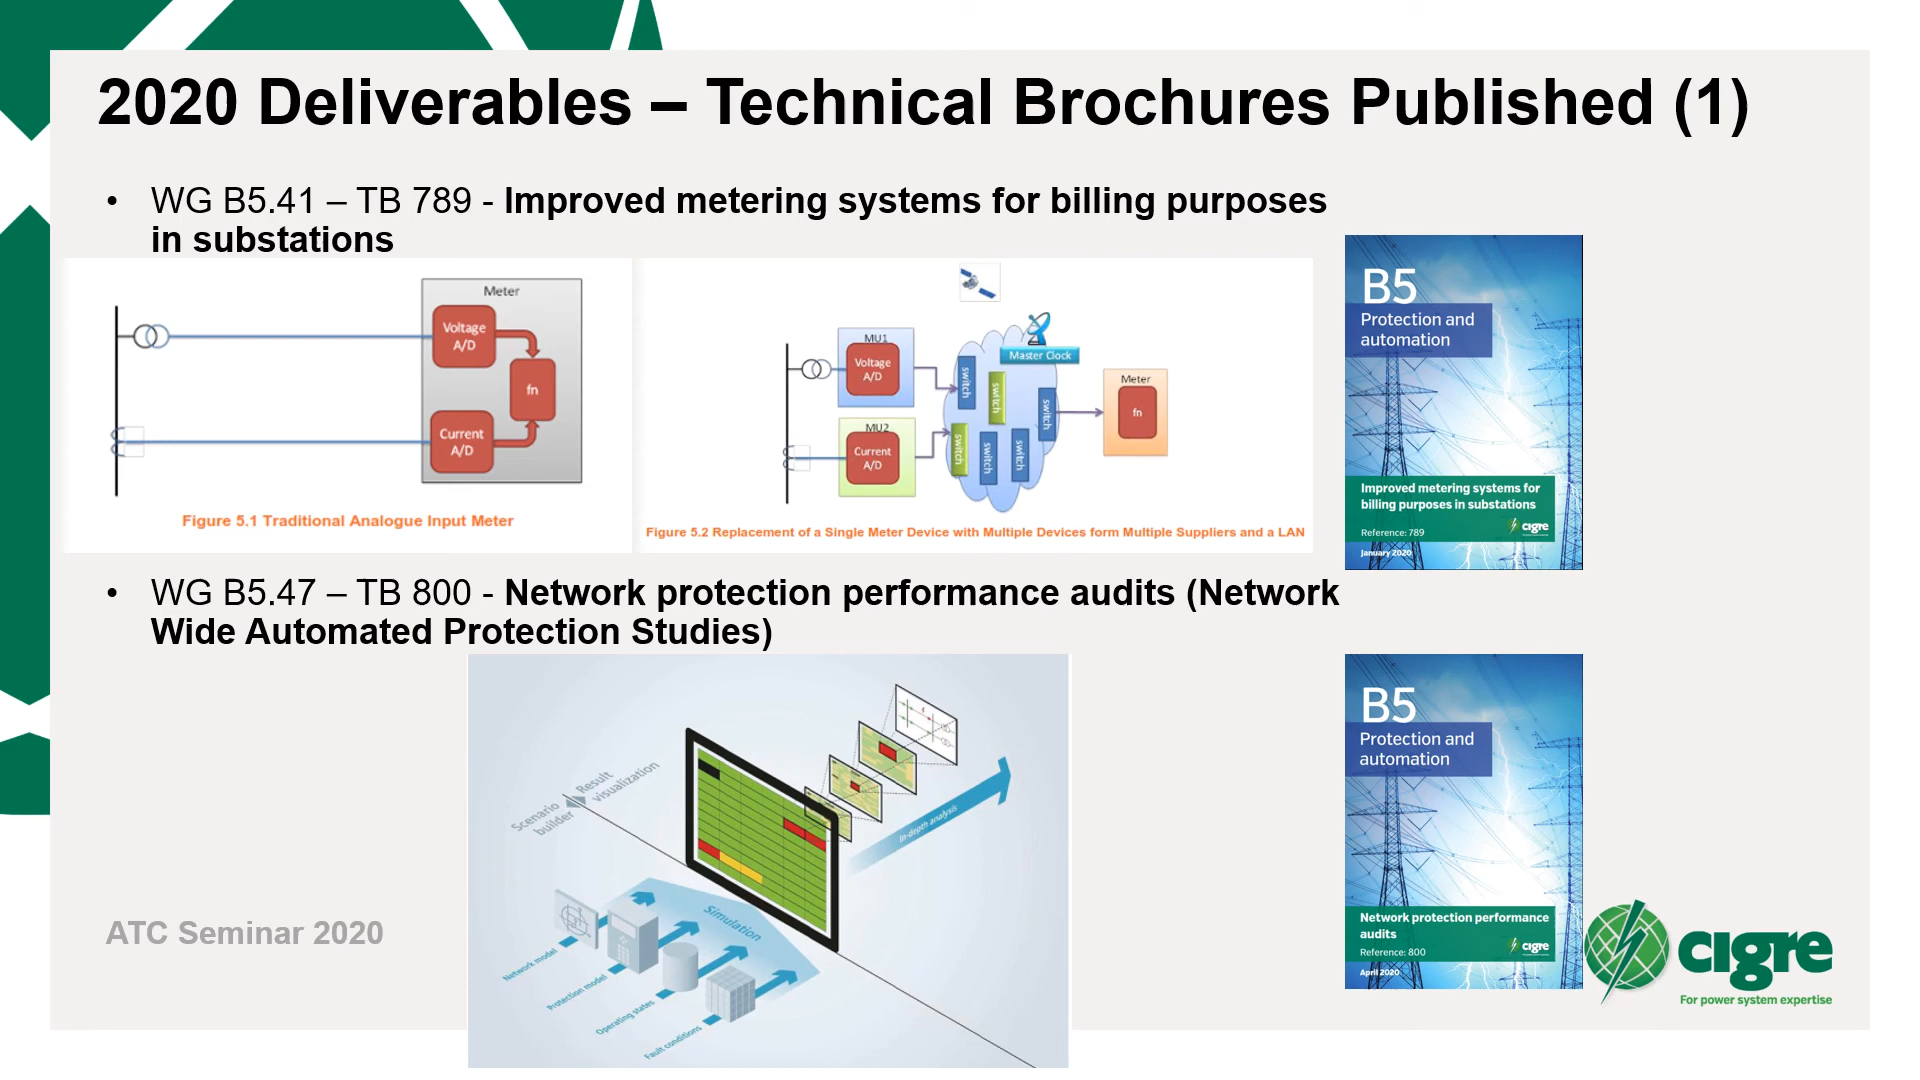 2020 Deliverables – Technical Brochures Published (1)
• WG B5.41 – TB 789 - Improved metering systems for billing purposes
in substations
Meter
Voltage
A/D
fn
Current
A/D
Figure 5.1 Traditional Analogue Input Meter
MU1
Voltage
A/D
MU2
Current
A/D
Master Clock
switch
switch
switch
switch
switch
switch
Meter
fn
Figure 5.2 Replacement of a Single Meter Device with Multiple Devices form Multiple Suppliers and a LAN
B5
Protection and
automation
Improved metering systems for
billing purposes in substations
cigre
Reference: 789
January 2020
• WG B5.47 – TB 800 - Network protection performance audits (Network
Wide Automated Protection Studies)
Scenario
builder
Result
visualization
In-depth analysis
Simulation
Network model
Protection model
Operating states
Fault conditions
B5
Protection and
automation
Network protection performance
audits
cigre
Reference: 800
April 2020
ATC Seminar 2020
cigre
For power system expertise